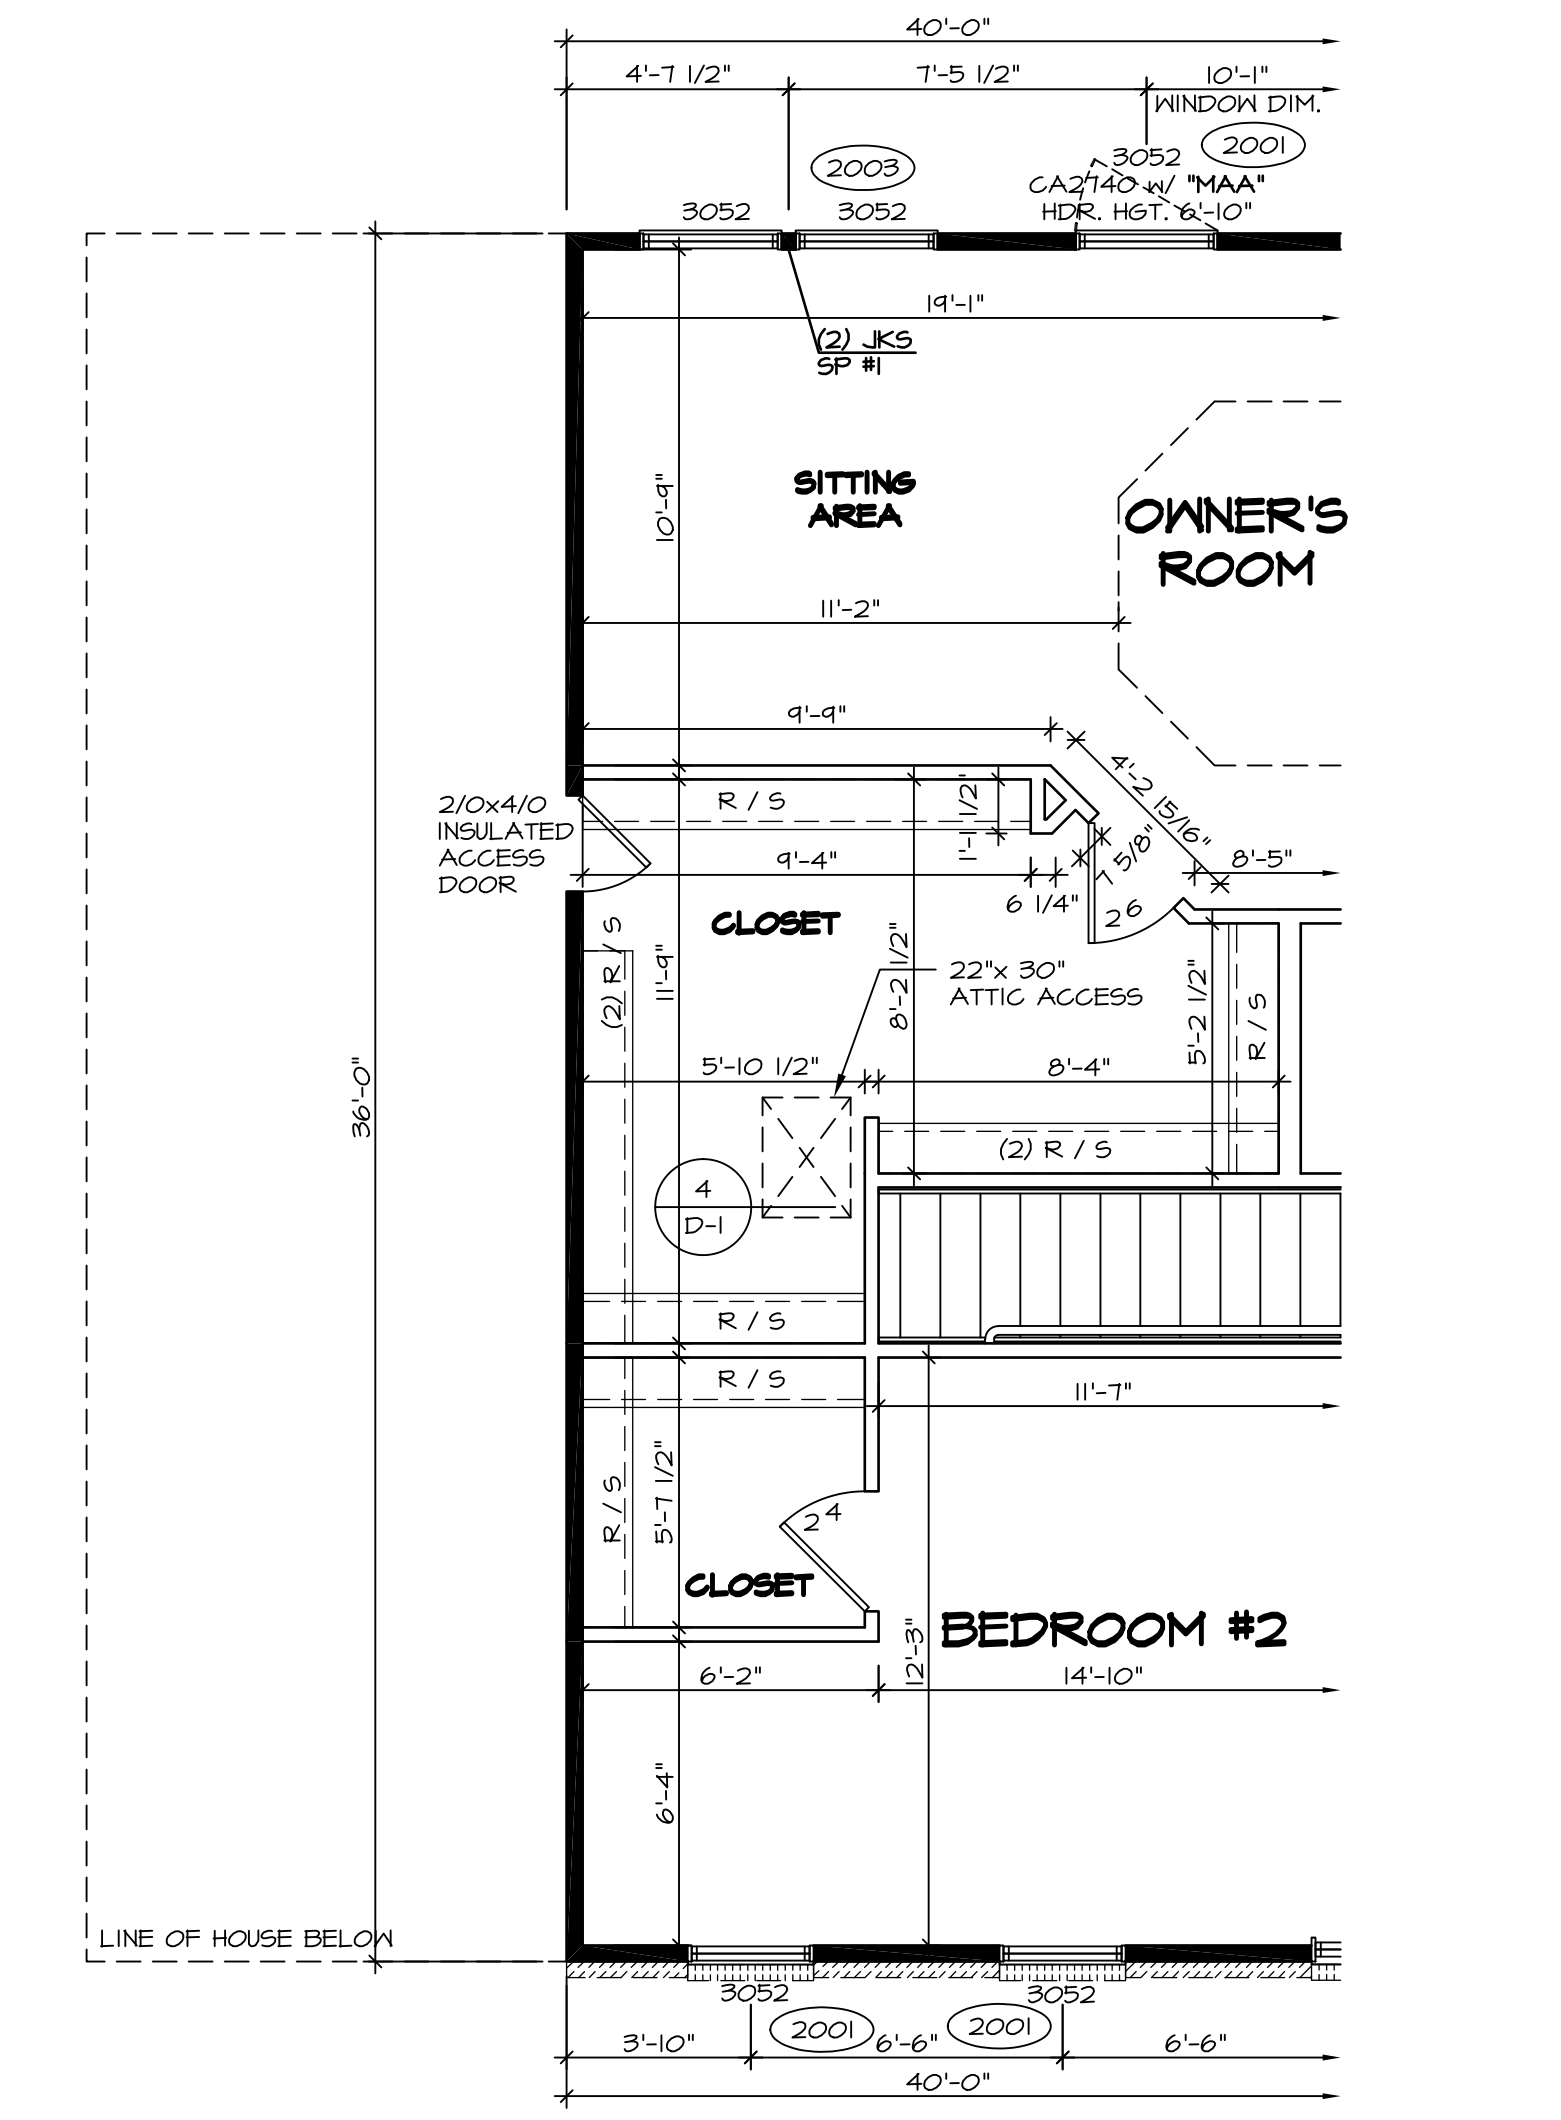 40'-0"
4'-7 1/2"
7'-5 1/2"
10'-1"
WINDOW DIM.
2003
2001
3052
CA2740 w/ "MAA"
HDR. HGT. 6'-10"
3052
3052
19'-1"
(2) JKS
SP #1
10'-9"
SITTING
AREA
OWNER'S
ROOM
11'-2"
9'-9"
4'-2 15/16"
2/0x4/0
INSULATED
ACCESS
DOOR
R / S
1'-1 1/2"
7 5/8"
9'-4"
8'-5"
6 1/4"
2 6
CLOSET
(2) R / S
11'-9"
8'-2 1/2"
22"x 30"
ATTIC ACCESS
5'-2 1/2"
R / S
36'-0"
5'-10 1/2"
8'-4"
(2) R / S
4
D-1
R / S
R / S
11'-7"
R / S
5'-7 1/2"
2 4
CLOSET
BEDROOM #2
12'-3"
6'-2"
14'-10"
6'-4"
LINE OF HOUSE BELOW
3052
3052
2001
2001
3'-10"
6'-6"
6'-6"
40'-0"